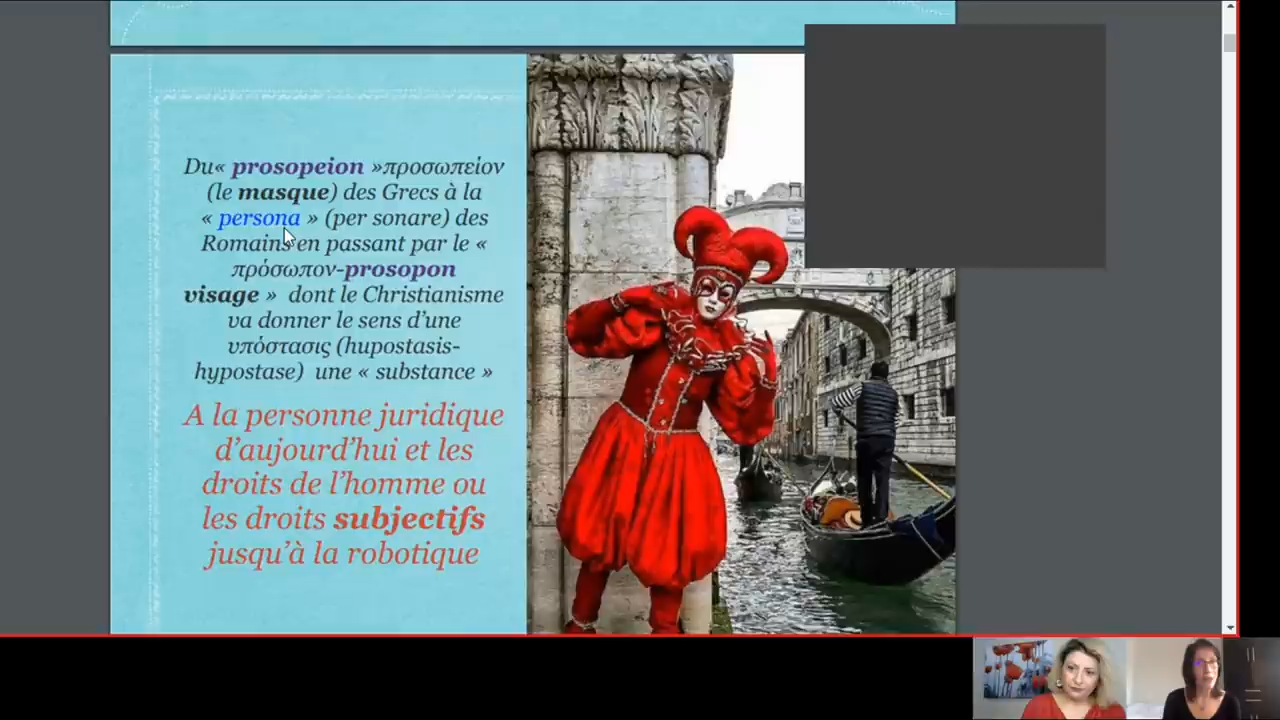 Du« prosopeion »προσωπείον
(le masque) des Grecs à la
« persona » (per sonare) des
Romains en passant par le «
πρόσωπον-prosopon
visage » dont le Christianisme
va donner le sens d’une
υπόστασις (hupostasis-
hypostase) une « substance »
A la personne juridique
d’aujourd’hui et les
droits de l’homme ou
les droits subjectifs
jusqu’à la robotique